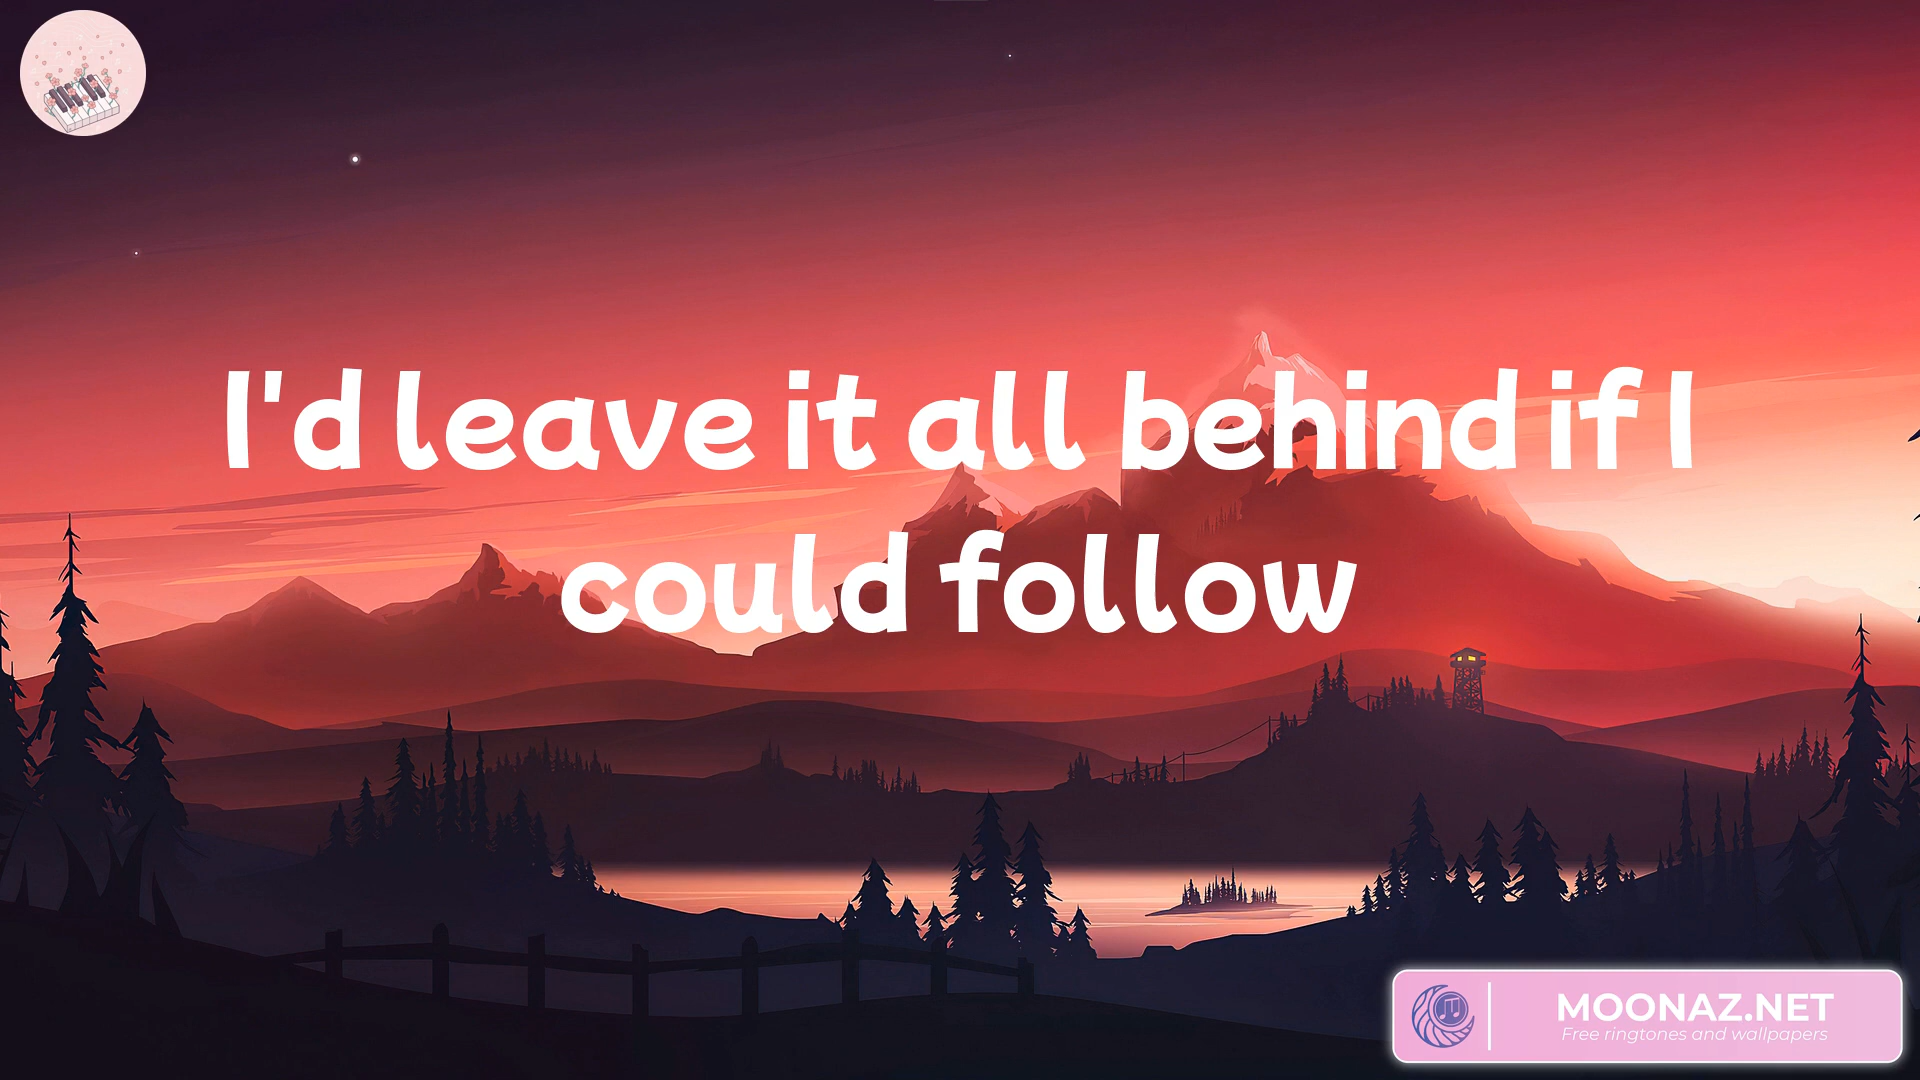 I'd leave it all behind if I
could follow
MOONAZ.NET
Free ringtones and wallpapers